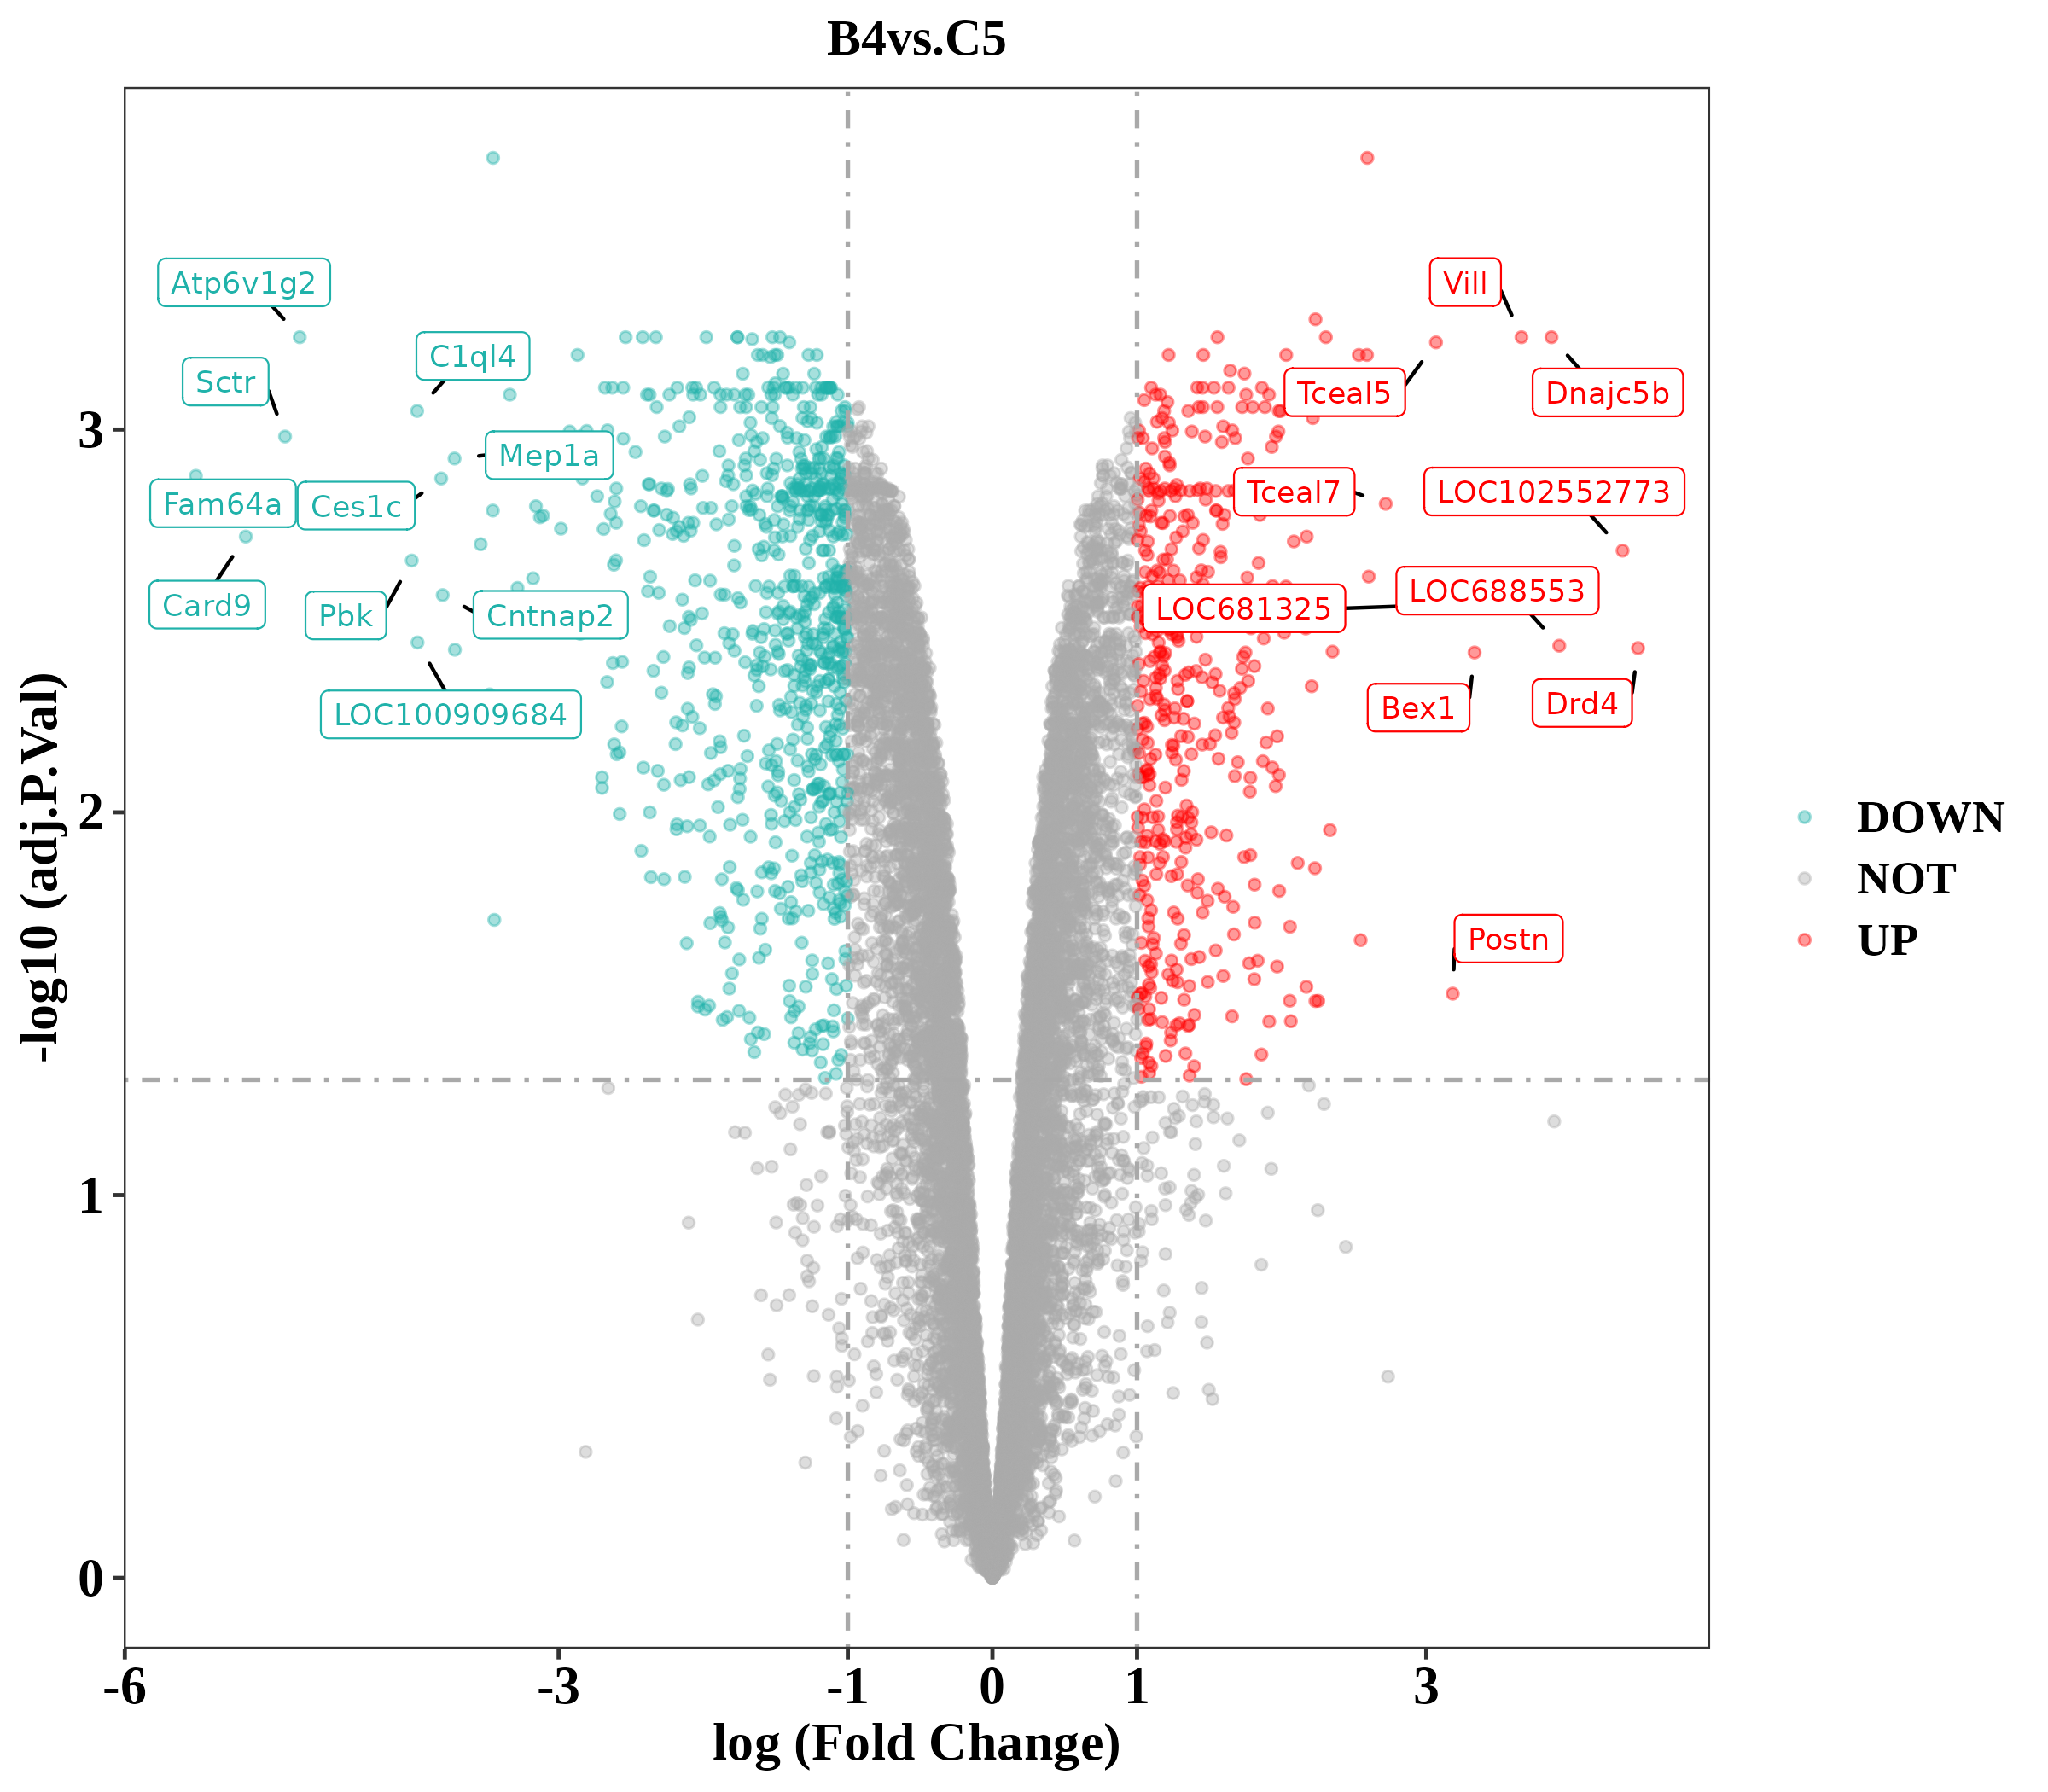 B4vs.C5
Atp6v1g2
Vill
C1ql4
Sctr
Tceal5
Dnajc5b
Mep1a
Fam64a
Ces1c
Tceal7
LOC102552773
Card9
Pbk
Cntnap2
LOC681325
LOC688553
LOC100909684
Bex1
Drd4
Postn
3
2
1
0
-log10 (adj.P.Val)
-6
-3
-1
0
1
3
log (Fold Change)
DOWN
NOT
UP